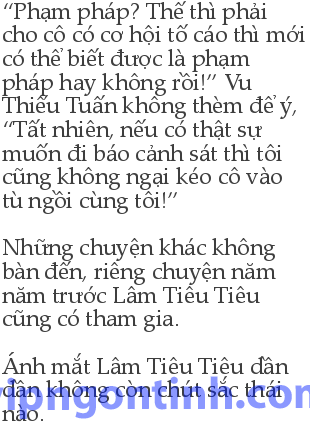 “Phạm pháp? Thế thì phải
cho cô có cơ hội tố cáo thì mới
có thể biết được là phạm
pháp hay không rồi!” Vu
Thiếu Tuấn không thèm để ý,
“Tất nhiên, nếu có thật sự
muốn đi báo cảnh sát thì tôi
cũng không ngại kéo cô vào
tù ngồi cùng tôi!”
Những chuyện khác không
bàn đến, riêng chuyện năm
năm trước Lâm Tiêu Tiêu
cũng có tham gia.
Ánh mắt Lâm Tiêu Tiêu dần
dần không còn chút sắc thái
nào.
vipngontinh.com